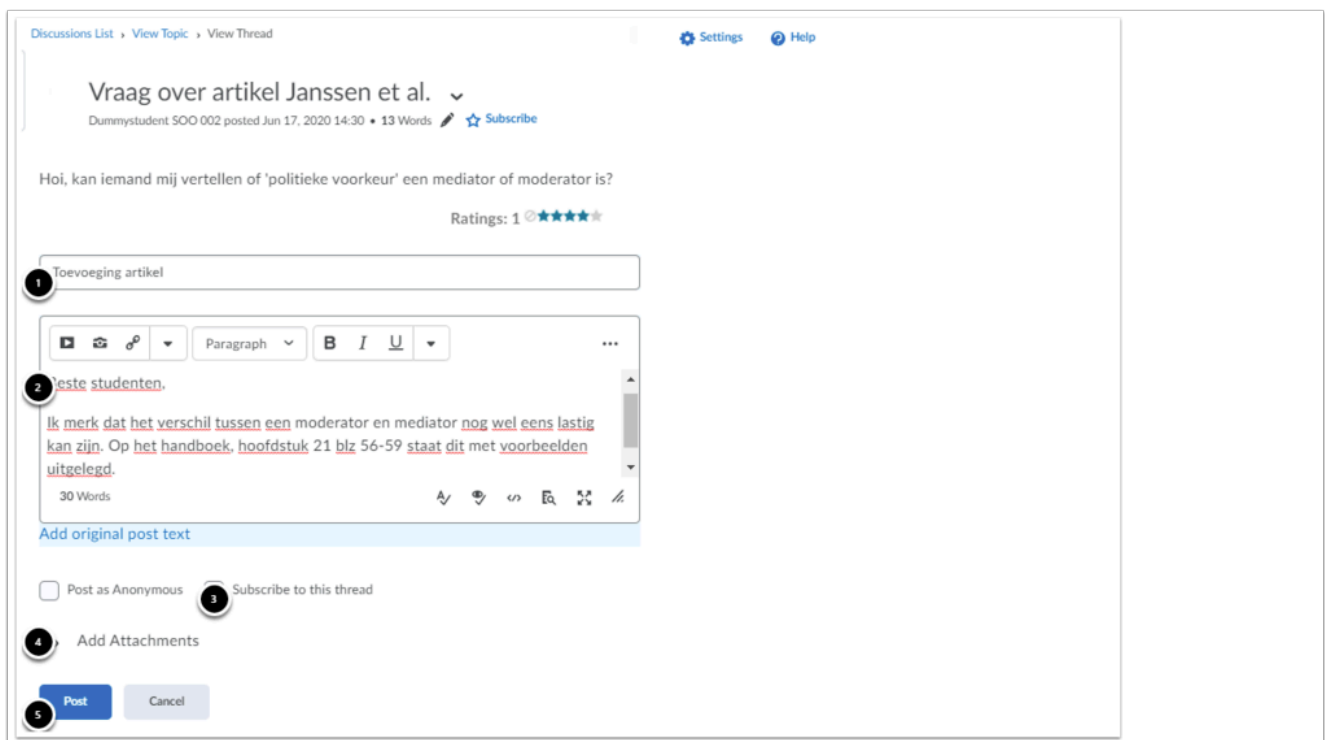 Discussions List › View Topic › View Thread
Settings Help
Vraag over artikel Janssen et al.
Dummystudent SOO 002 posted Jun 17, 2020 14:30 • 13 Words Subscribe
Hoi, kan iemand mij vertellen of 'politieke voorkeur' een mediator of moderator is?
Ratings: 1
1 Toevoeging artikel
Paragraph B I U ...
2 este studenten,
Ik merk dat het verschil tussen een moderator en mediator nog wel eens lastig
kan zijn. Op het handboek, hoofdstuk 21 blz 56-59 staat dit met voorbeelden
uitgelegd.
30 Words
Add original post text
Post as Anonymous 3 Subscribe to this thread
4 Add Attachments
Post Cancel
5